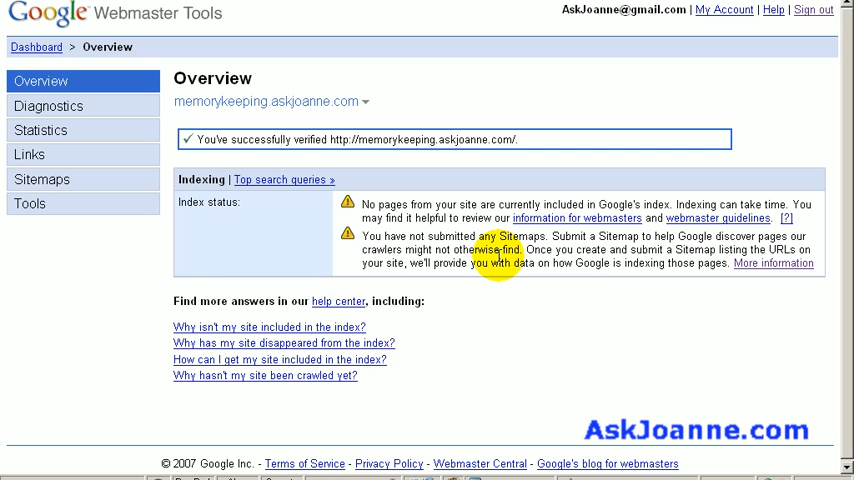 Google Webmaster Tools
AskJoanne@gmail.com | My Account | Help | Sign out
Dashboard > Overview
Overview
Diagnostics
Statistics
Links
Sitemaps
Tools
Overview
memorykeeping.askjoanne.com
You've successfully verified http://memorykeeping.askjoanne.com/.
Indexing | Top search queries »
Index status:
No pages from your site are currently included in Google's index. Indexing can take time. You
may find it helpful to review our information for webmasters and webmaster guidelines. [?]
You have not submitted any Sitemaps. Submit a Sitemap to help Google discover pages our
crawlers might not otherwise find. Once you create and submit a Sitemap listing the URLs on
your site, we'll provide you with data on how Google is indexing those pages. More information
Find more answers in our help center, including:
Why isn't my site included in the index?
Why has my site disappeared from the index?
How can I get my site included in the index?
Why hasn't my site been crawled yet?
AskJoanne.com
© 2007 Google Inc. - Terms of Service - Privacy Policy - Webmaster Central - Google's blog for webmasters